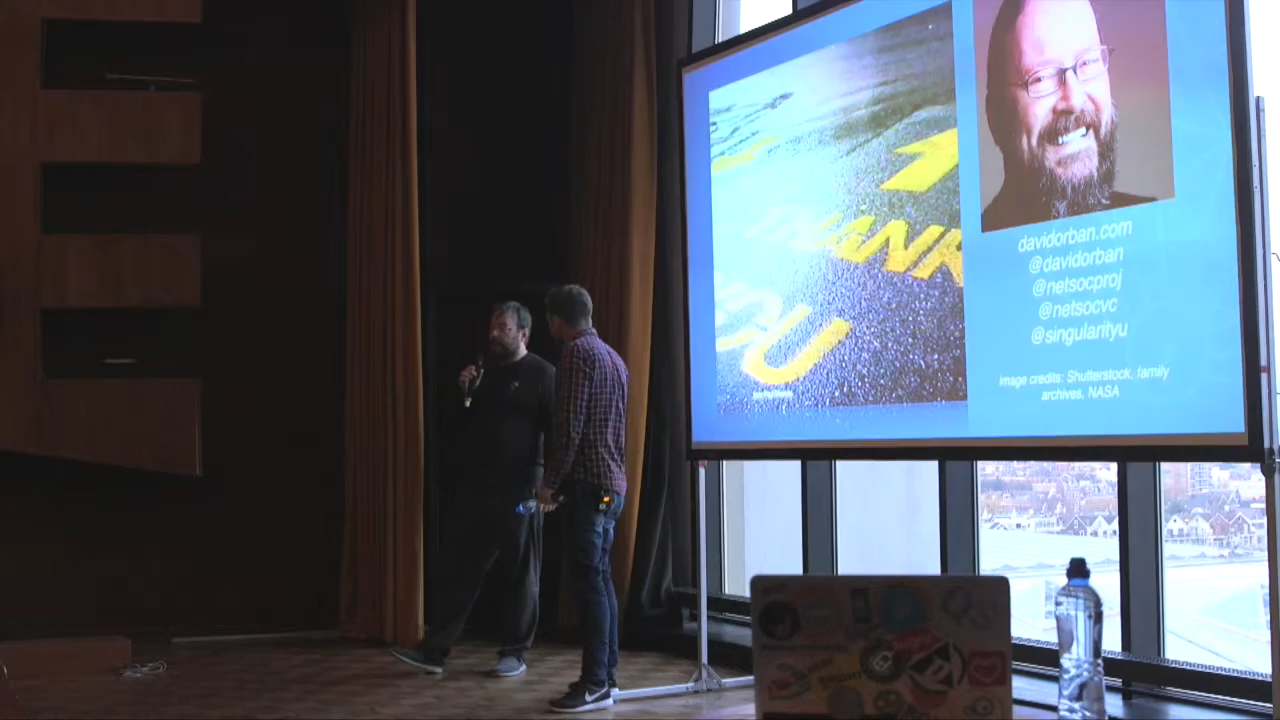 THANK
YOU
davidorban.com
@davidorban
@netsocproj
@netsocvc
@singularityu
image credits: Shutterstock, family
archives, NASA